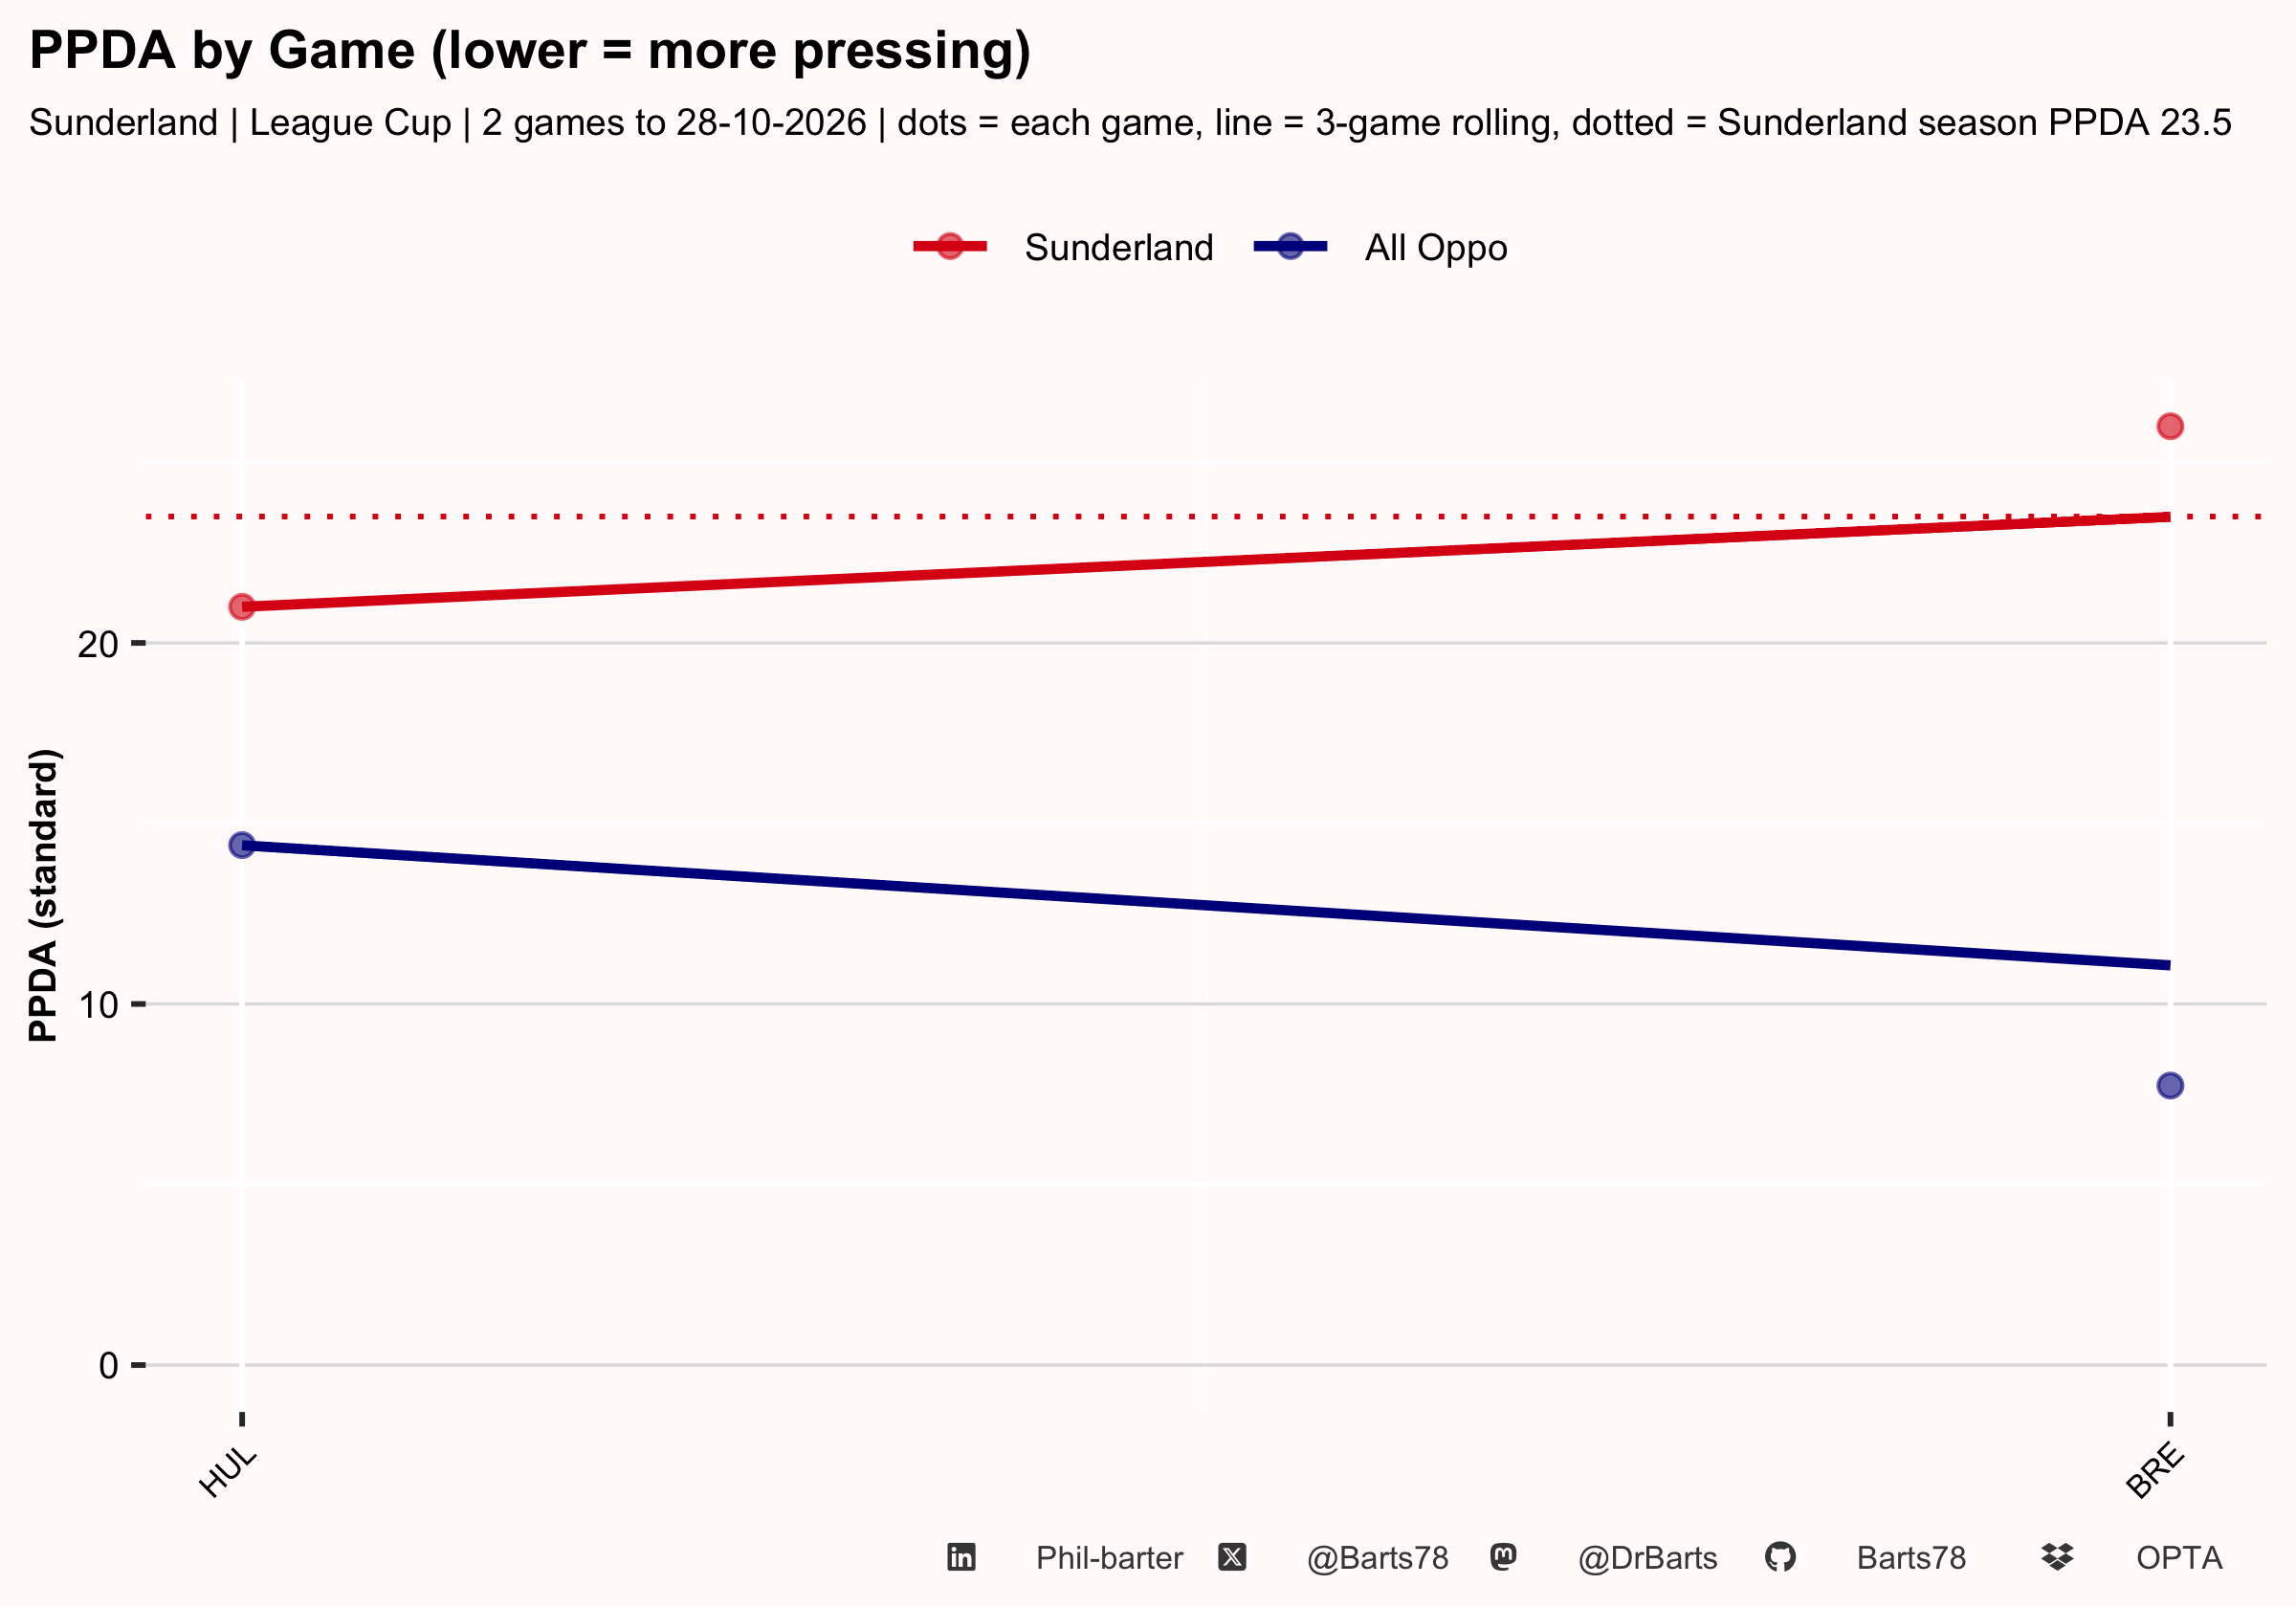 PPDA by Game (lower = more pressing)
Sunderland | League Cup | 2 games to 28-10-2026 | dots = each game, line = 3-game rolling, dotted = Sunderland season PPDA 23.5
Sunderland All Oppo
PPDA (standard)
20
10
0
HUL BRE
Phil-barter @Barts78 @DrBarts Barts78 OPTA